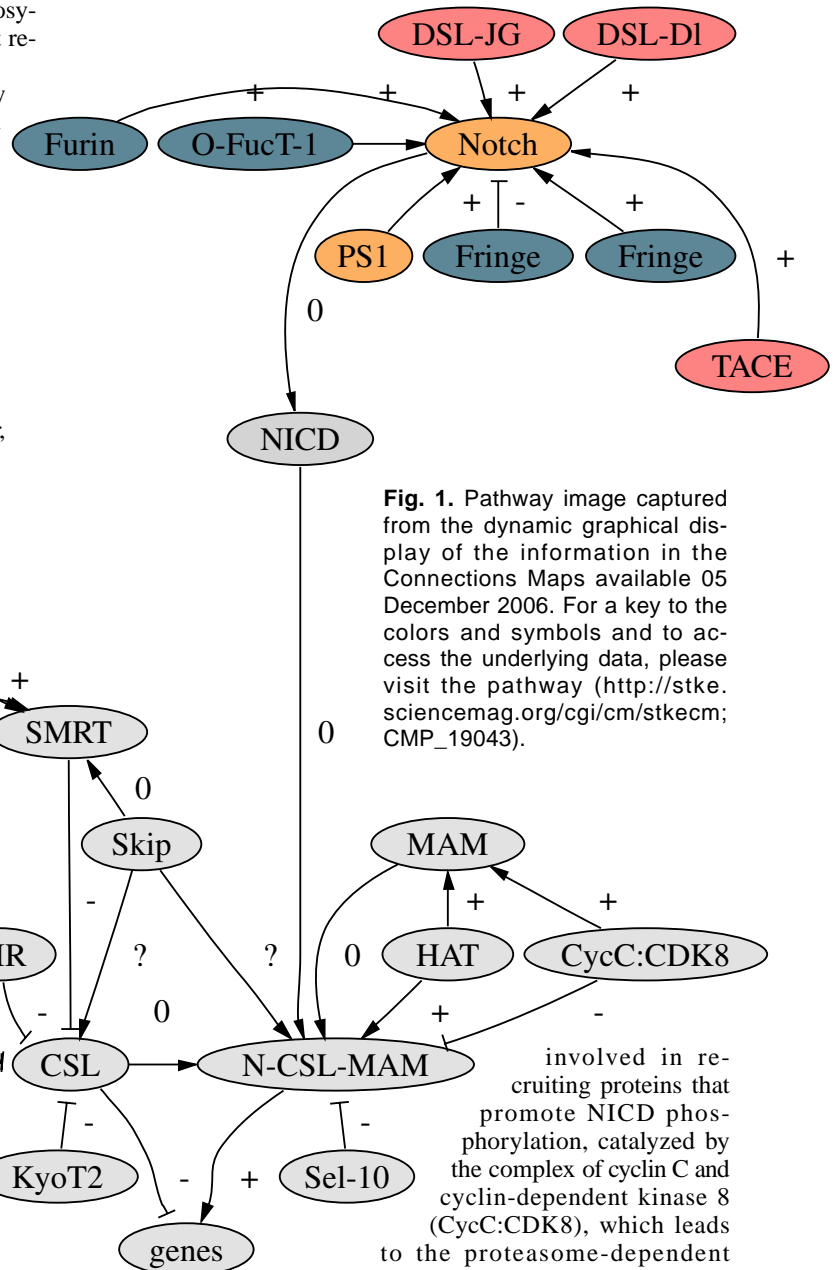 osy-
t re-
y
DSL-JG
DSL-Dl
+ + + +
Furin
O-FucT-1
Notch
+ - +
PS1
Fringe
Fringe
+
0
TACE
NICD
Fig. 1. Pathway image captured
from the dynamic graphical dis-
play of the information in the
Connections Maps available 05
December 2006. For a key to the
colors and symbols and to ac-
cess the underlying data, please
visit the pathway (http://stke.
sciencemag.org/cgi/cm/stkecm;
CMP_19043).
+
SMRT
0
0
Skip
MAM
- + +
IR
? ? 0
HAT
CycC:CDK8
- 0 + -
CSL
N-CSL-MAM
- -
KyoT2
- +
Sel-10
genes
involved in re-
cruiting proteins that
promote NICD phos-
phorylation, catalyzed by
the complex of cyclin C and
cyclin-dependent kinase 8
(CycC:CDK8), which leads
to the proteasome-dependent